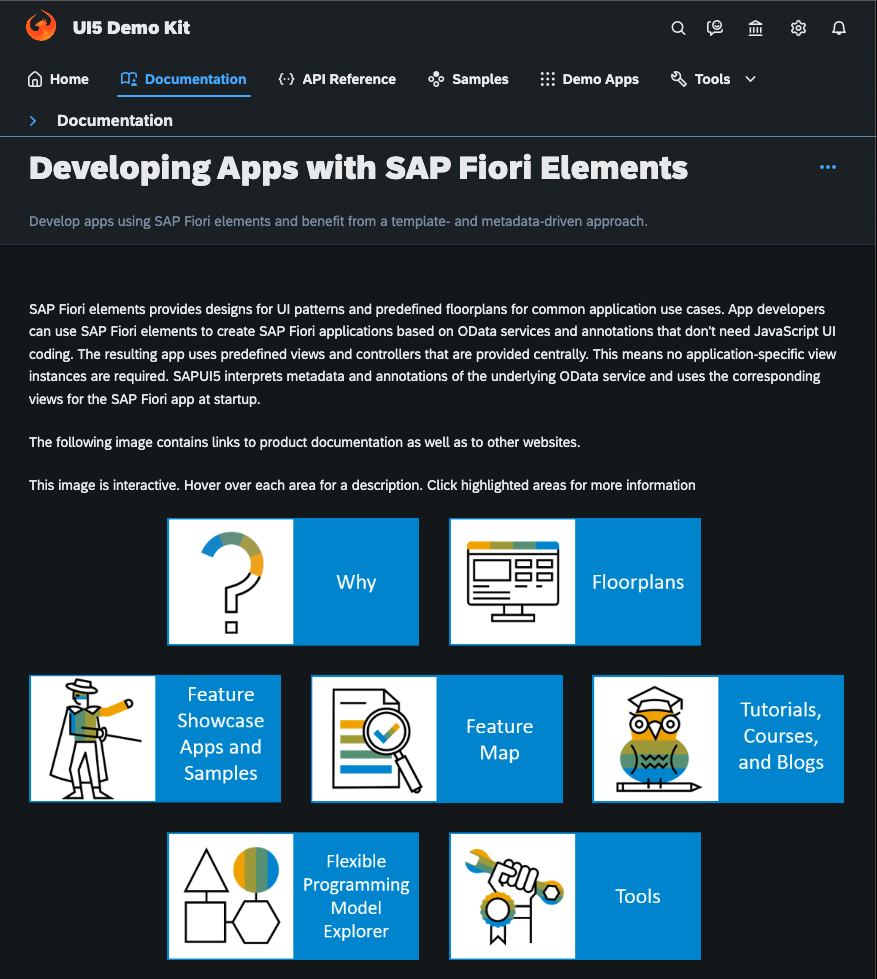 UI5 Demo Kit
Home Documentation API Reference Samples Demo Apps Tools
Documentation
Developing Apps with SAP Fiori Elements
Develop apps using SAP Fiori elements and benefit from a template- and metadata-driven approach.
SAP Fiori elements provides designs for UI patterns and predefined floorplans for common application use cases. App developers
can use SAP Fiori elements to create SAP Fiori applications based on OData services and annotations that don't need JavaScript UI
coding. The resulting app uses predefined views and controllers that are provided centrally. This means no application-specific view
instances are required. SAPUI5 interprets metadata and annotations of the underlying OData service and uses the corresponding
views for the SAP Fiori app at startup.
The following image contains links to product documentation as well as to other websites.
This image is interactive. Hover over each area for a description. Click highlighted areas for more information
Why
Floorplans
Feature
Showcase
Apps and
Samples
Feature
Map
Tutorials,
Courses,
and Blogs
Flexible
Programming
Model
Explorer
Tools